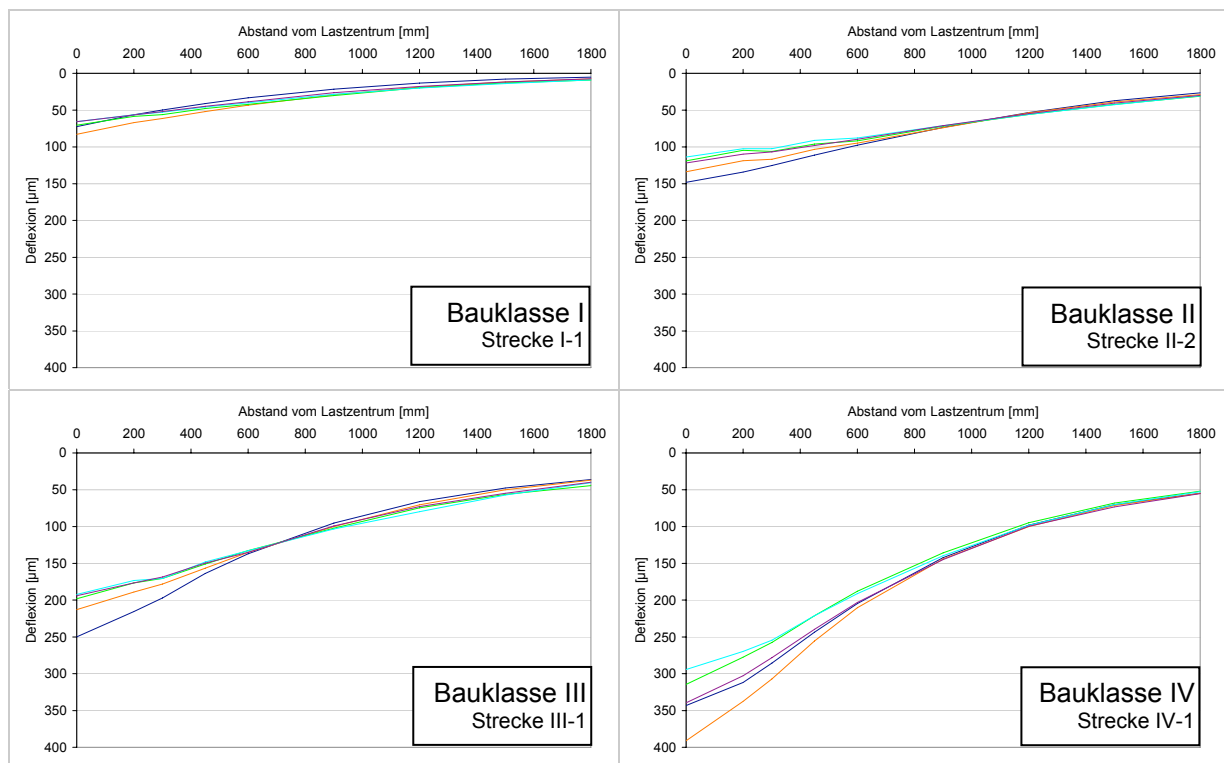 Abstand vom Lastzentrum [mm]
0 200 400 600 800 1000 1200 1400 1600 1800
0
50
100
150
200
250
300
350
400
Deflexion [µm]
Bauklasse I
Strecke I-1
Abstand vom Lastzentrum [mm]
0 200 400 600 800 1000 1200 1400 1600 1800
0
50
100
150
200
250
300
350
400
Deflexion [µm]
Bauklasse II
Strecke II-2
Abstand vom Lastzentrum [mm]
0 200 400 600 800 1000 1200 1400 1600 1800
0
50
100
150
200
250
300
350
400
Deflexion [µm]
Bauklasse III
Strecke III-1
Abstand vom Lastzentrum [mm]
0 200 400 600 800 1000 1200 1400 1600 1800
0
50
100
150
200
250
300
350
400
Deflexion [µm]
Bauklasse IV
Strecke IV-1